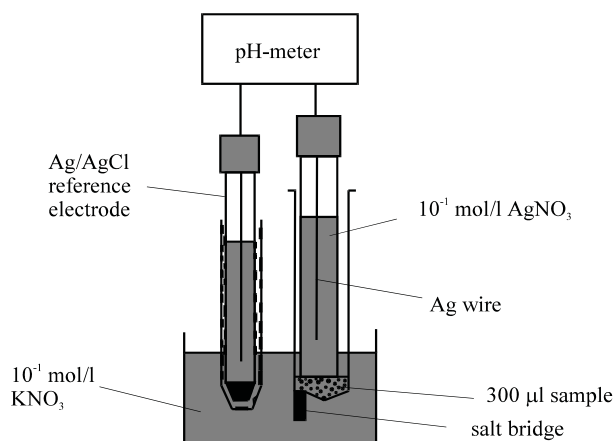 pH-meter
Ag/AgCl
reference
electrode
10⁻¹ mol/l AgNO₃
Ag wire
10⁻¹ mol/l
KNO₃
300 µl sample
salt bridge